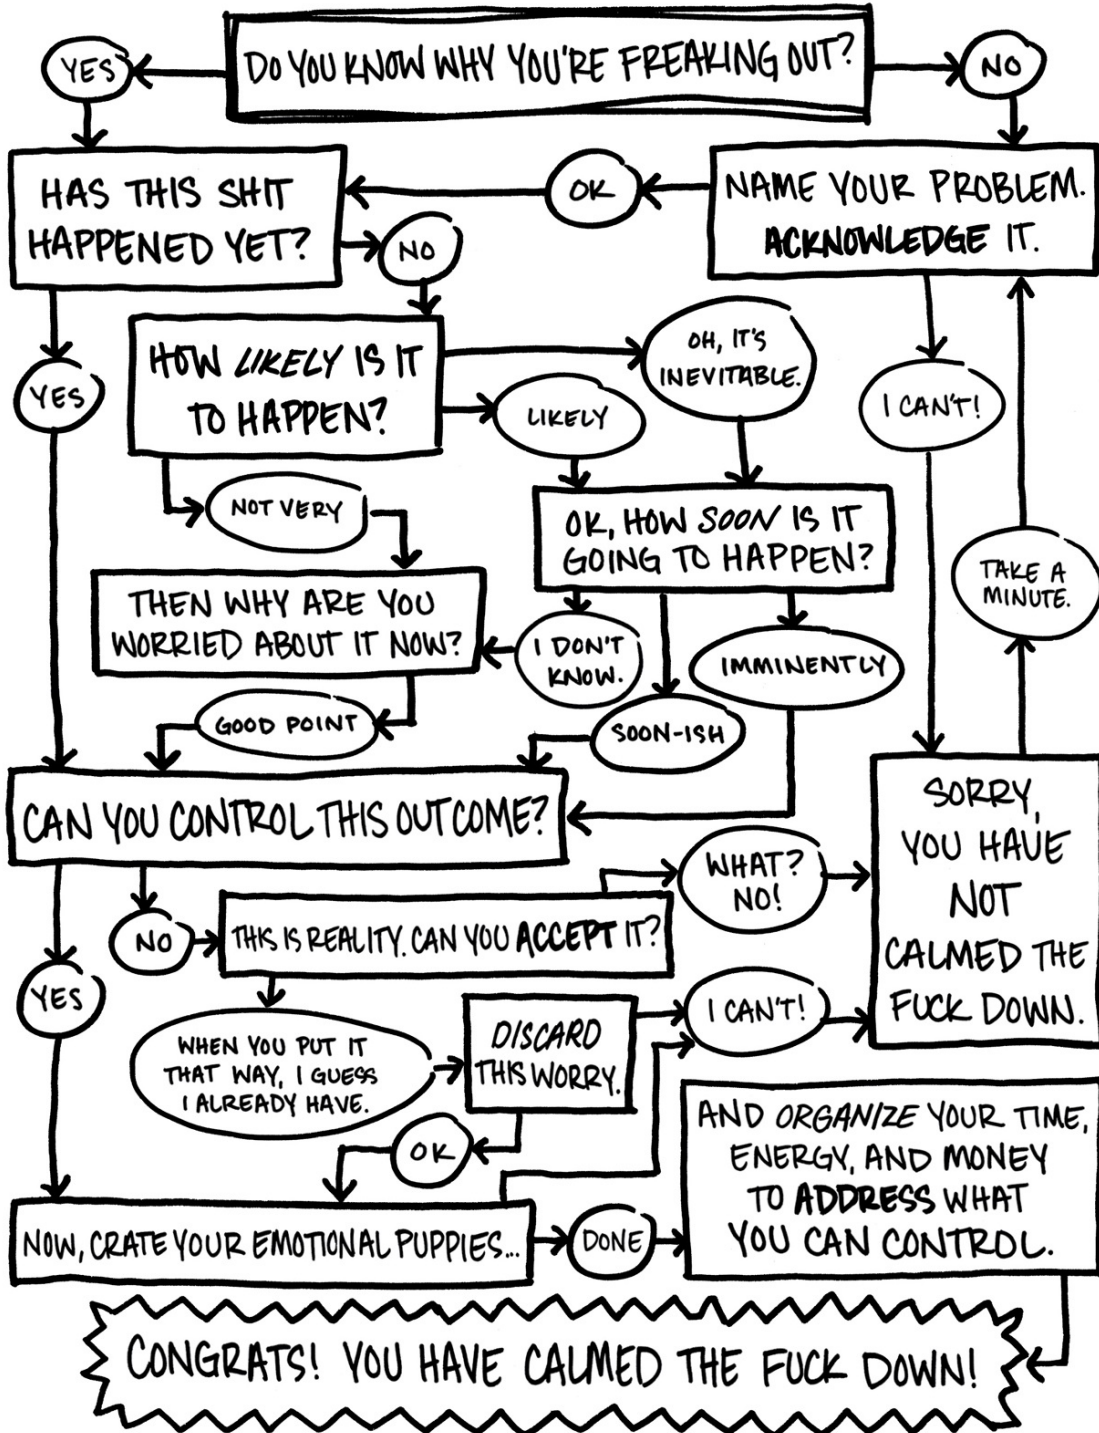 DO YOU KNOW WHY YOU'RE FREAKING OUT?
YES
NO
HAS THIS SHIT
HAPPENED YET?
OK
NAME YOUR PROBLEM.
ACKNOWLEDGE IT.
NO
HOW LIKELY IS IT
TO HAPPEN?
OH, IT'S
INEVITABLE.
YES
LIKELY
I CAN'T!
NOT VERY
OK, HOW SOON IS IT
GOING TO HAPPEN?
TAKE A
MINUTE.
THEN WHY ARE YOU
WORRIED ABOUT IT NOW?
I DON'T
KNOW.
IMMINENTLY
GOOD POINT
SOON-ISH
CAN YOU CONTROL THIS OUTCOME?
SORRY,
YOU HAVE
NOT
CALMED THE
FUCK DOWN.
WHAT?
NO!
NO
THIS IS REALITY. CAN YOU ACCEPT IT?
YES
WHEN YOU PUT IT
THAT WAY, I GUESS
I ALREADY HAVE.
DISCARD
THIS WORRY.
I CAN'T!
OK
AND ORGANIZE YOUR TIME,
ENERGY, AND MONEY
TO ADDRESS WHAT
YOU CAN CONTROL.
NOW, CRATE YOUR EMOTIONAL PUPPIES...
DONE
CONGRATS! YOU HAVE CALMED THE FUCK DOWN!